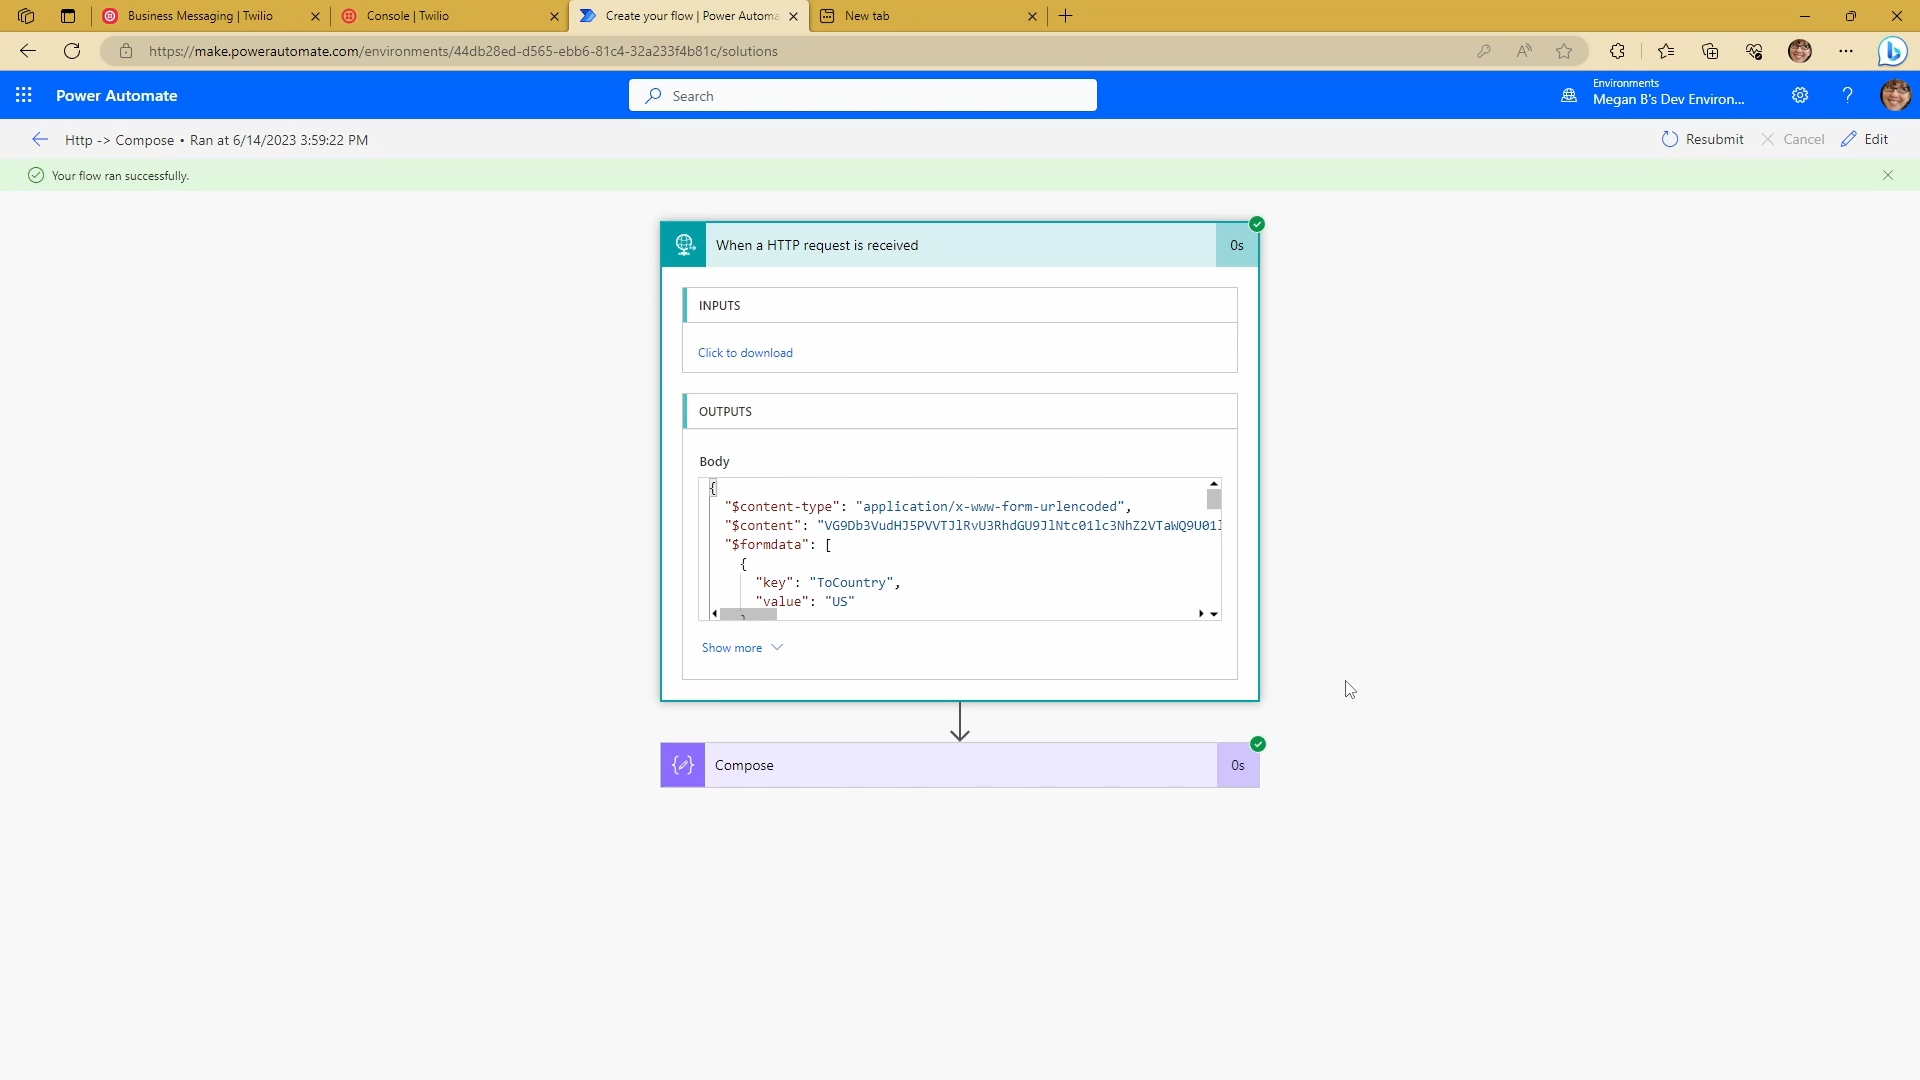 Business Messaging | Twilio
Console | Twilio
Create your flow | Power Automa
New tab
https://make.powerautomate.com/environments/44db28ed-d565-ebb6-81c4-32a233f4b81c/solutions
Power Automate
Search
Environments
Megan B's Dev Environ...
Http -> Compose • Ran at 6/14/2023 3:59:22 PM
Resubmit
Cancel
Edit
Your flow ran successfully.
When a HTTP request is received
0s
INPUTS
Click to download
OUTPUTS
Body
{
"$content-type": "application/x-www-form-urlencoded",
"$content": "VG9Db3VudHJ5PVVTJlRvU3RhdGU9JlNtc01lc3NhZ2VTaWQ9U01
"$formdata": [
{
"key": "ToCountry",
"value": "US"
Show more
Compose
0s